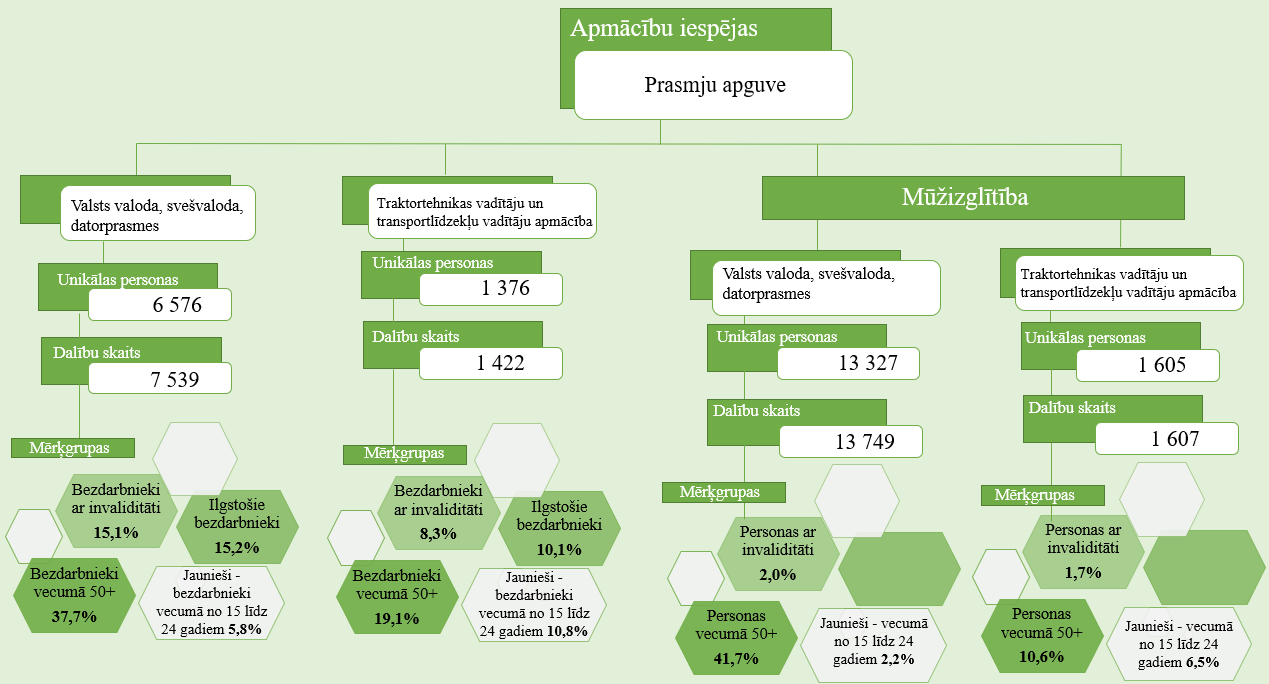 Apmācību iespējas
Prasmju apguve
Valsts valoda, svešvaloda,
datorprasmes
Unikālas personas
6 576
Dalību skaits
7 539
Mērķgrupas
Bezdarbnieki
ar invaliditāti
15,1%
Ilgstošie
bezdarbnieki
15,2%
Bezdarbnieki
vecumā 50+
37,7%
Jaunieši -
bezdarbnieki
vecumā no 15 līdz
24 gadiem 5,8%
Traktortehnikas vadītāju un
transportlīdzekļu vadītāju apmācība
Unikālas personas
1 376
Dalību skaits
1 422
Mērķgrupas
Bezdarbnieki
ar invaliditāti
8,3%
Ilgstošie
bezdarbnieki
10,1%
Bezdarbnieki
vecumā 50+
19,1%
Jaunieši -
bezdarbnieki
vecumā no 15 līdz
24 gadiem 10,8%
Mūžizglītība
Valsts valoda, svešvaloda,
datorprasmes
Unikālas personas
13 327
Dalību skaits
13 749
Mērķgrupas
Personas ar
invaliditāti
2,0%
Personas
vecumā 50+
41,7%
Jaunieši - vecumā
no 15 līdz 24
gadiem 2,2%
Traktortehnikas vadītāju un
transportlīdzekļu vadītāju apmācība
Unikālas personas
1 605
Dalību skaits
1 607
Mērķgrupas
Personas ar
invaliditāti
1,7%
Personas
vecumā 50+
10,6%
Jaunieši - vecumā
no 15 līdz 24
gadiem 6,5%